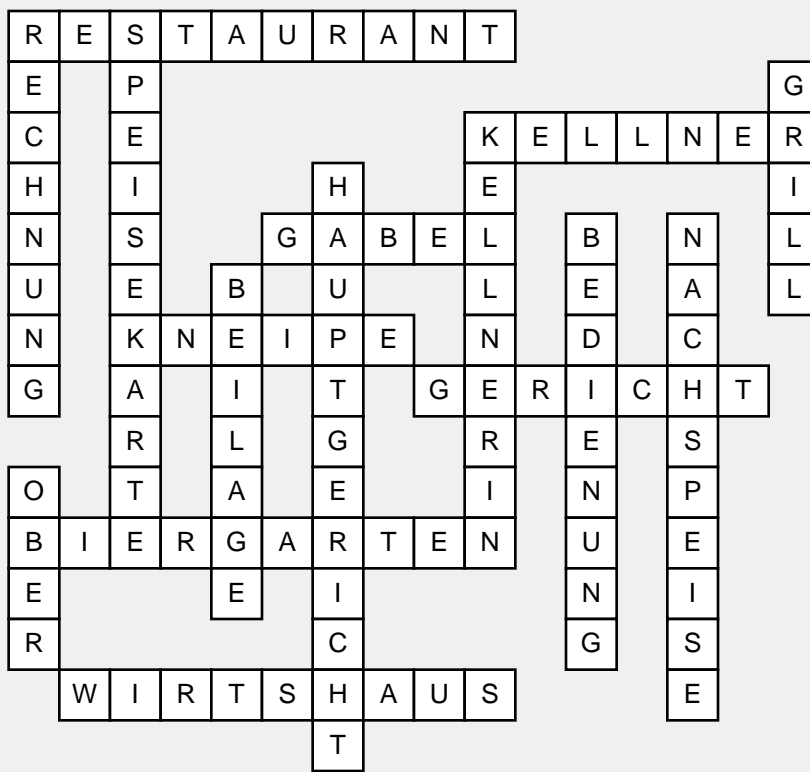 R E S T A U R A N T
E P G
C E K E L L N E R
H I H E I
N S G A B E L B N L
U E B U L E A L
N K N E I P E N D C
G A I T G E R I C H T
R L G R E S
O T A E I N P
B I E R G A R T E N U E
E E I N I
R C G S
W I R T S H A U S E
T